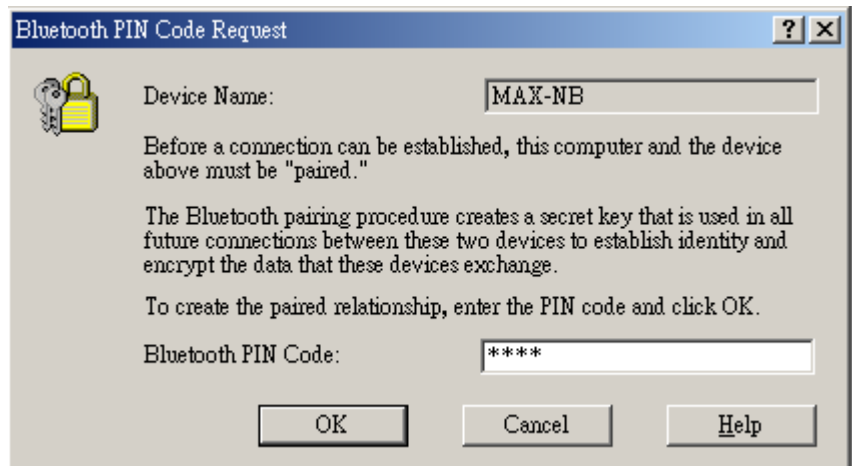 Bluetooth PIN Code Request
Device Name: MAX-NB
Before a connection can be established, this computer and the device
above must be "paired."
The Bluetooth pairing procedure creates a secret key that is used in all
future connections between these two devices to establish identity and
encrypt the data that these devices exchange.
To create the paired relationship, enter the PIN code and click OK.
Bluetooth PIN Code: ****
OK Cancel Help